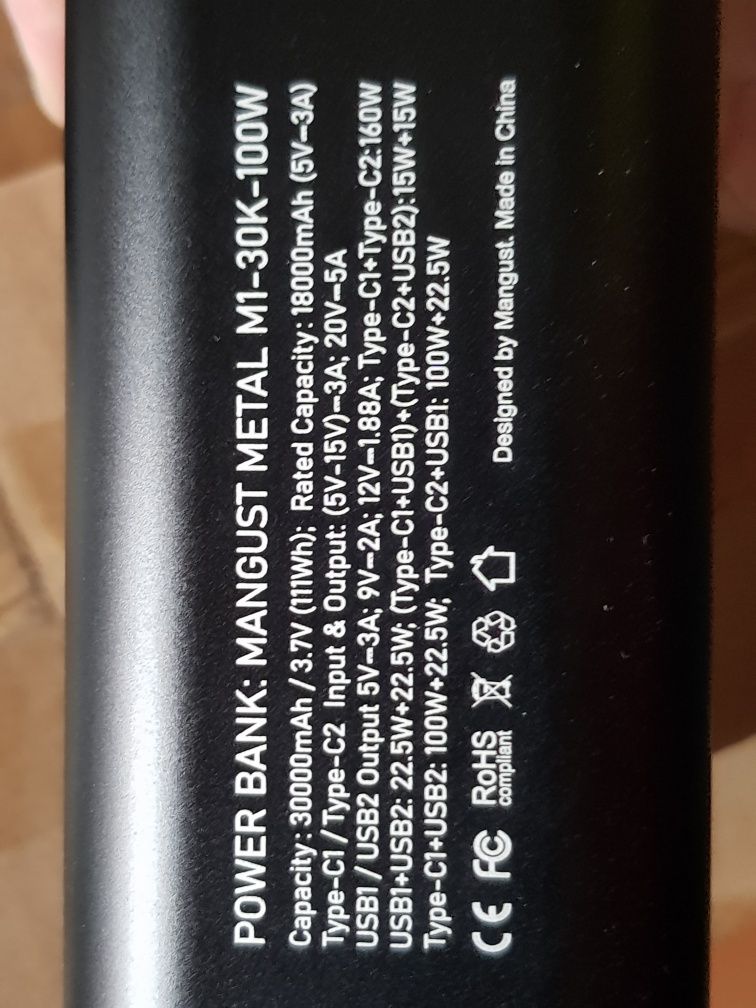 POWER BANK: MANGUST METAL M1-30K-100W
Capacity: 30000mAh / 3.7V (111Wh); Rated Capacity: 18000mAh (5V⎓3A)
Type-C1 / Type-C2 Input & Output: (5V-15V)⎓3A; 20V⎓5A
USB1 / USB2 Output 5V⎓3A; 9V⎓2A; 12V⎓1.88A; Type-C1+Type-C2:160W
USB1+USB2: 22.5W+22.5W; (Type-C1+USB1)+(Type-C2+USB2):15W+15W
Type-C1+USB2: 100W+22.5W; Type-C2+USB1: 100W+22.5W
CE FC RoHS compliant Designed by Mangust. Made in China